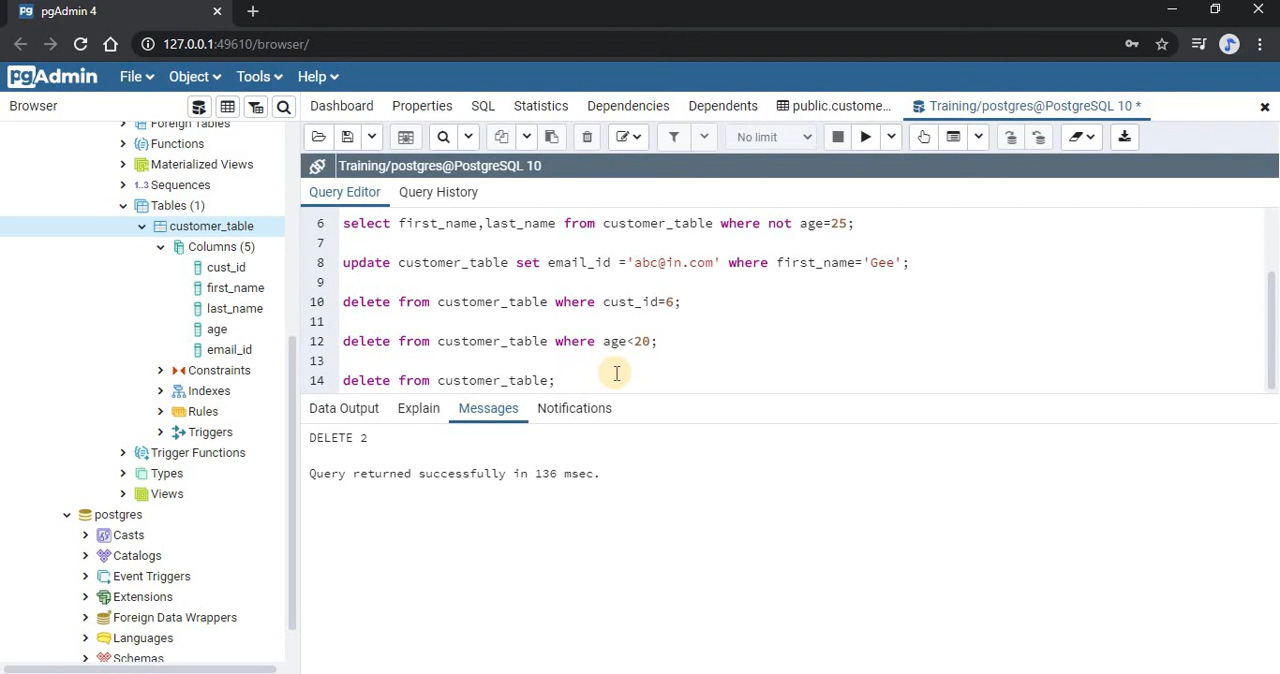 pgAdmin 4
127.0.0.1:49610/browser/
pgAdmin File Object Tools Help
Browser Dashboard Properties SQL Statistics Dependencies Dependents public.custome... Training/postgres@PostgreSQL 10 *
No limit
Training/postgres@PostgreSQL 10
Query Editor Query History
Foreign Tables
Functions
Materialized Views
1..3 Sequences
Tables (1)
customer_table
Columns (5)
cust_id
first_name
last_name
age
email_id
Constraints
Indexes
Rules
Triggers
Trigger Functions
Types
Views
postgres
Casts
Catalogs
Event Triggers
Extensions
Foreign Data Wrappers
Languages
Schemas
6 select first_name,last_name from customer_table where not age=25;
7
8 update customer_table set email_id ='abc@in.com' where first_name='Gee';
9
10 delete from customer_table where cust_id=6;
11
12 delete from customer_table where age<20;
13
14 delete from customer_table;
Data Output Explain Messages Notifications
DELETE 2
Query returned successfully in 136 msec.